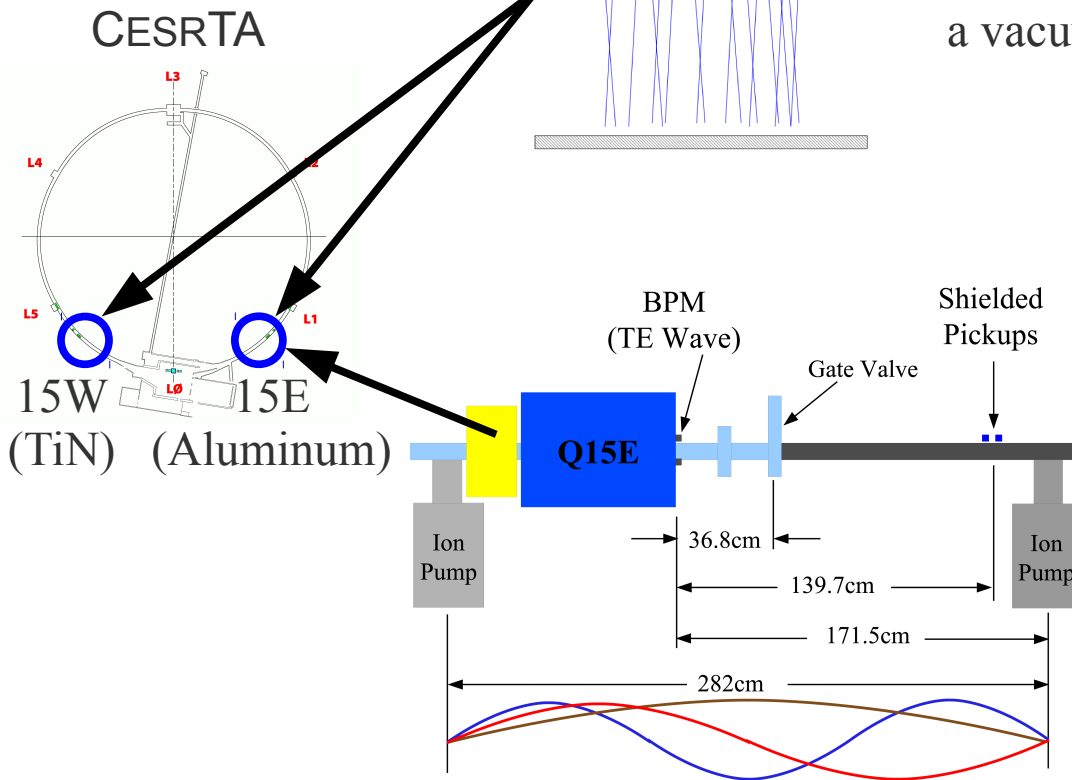 CESRTA
a vacu
L3
L4
L2
L5
L1
LØ
15W
15E
(TiN)
(Aluminum)
BPM
(TE Wave)
Shielded
Pickups
Gate Valve
Q15E
Ion
Pump
36.8cm
Ion
Pump
139.7cm
171.5cm
282cm